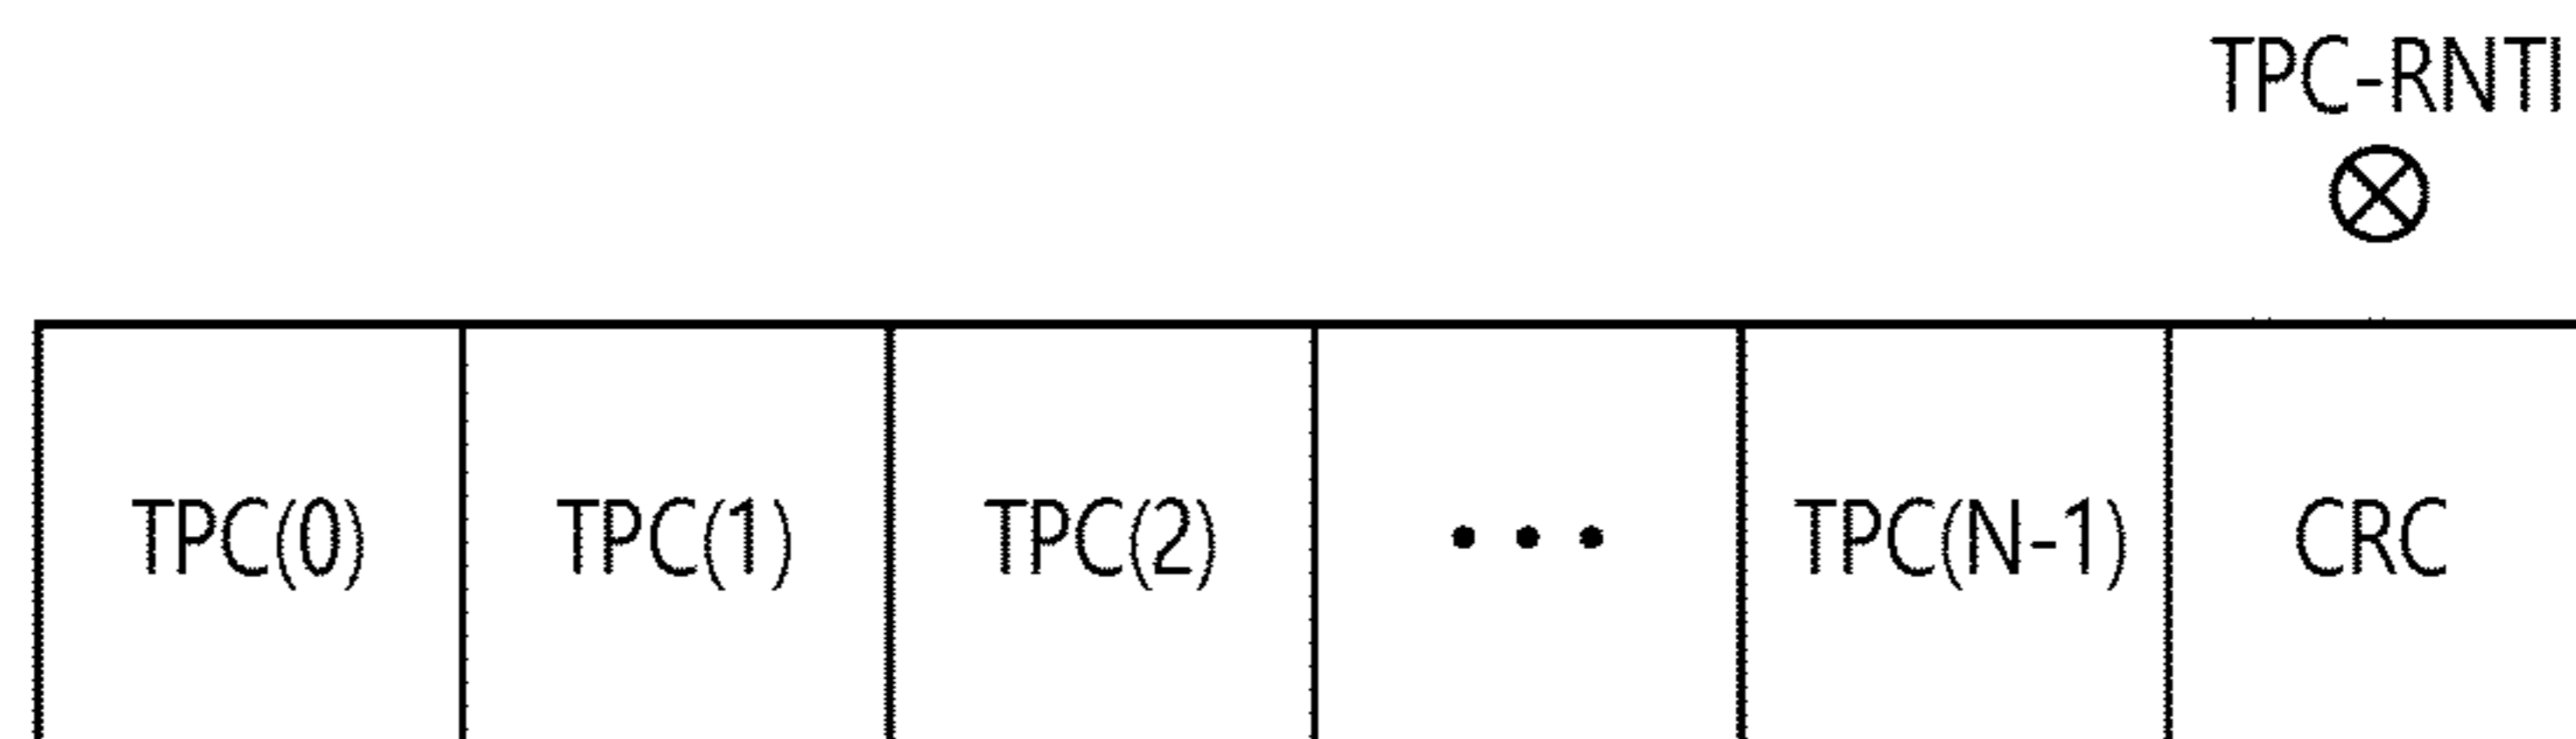 TPC-RNTI
TPC(0) TPC(1) TPC(2) • • • TPC(N-1) CRC